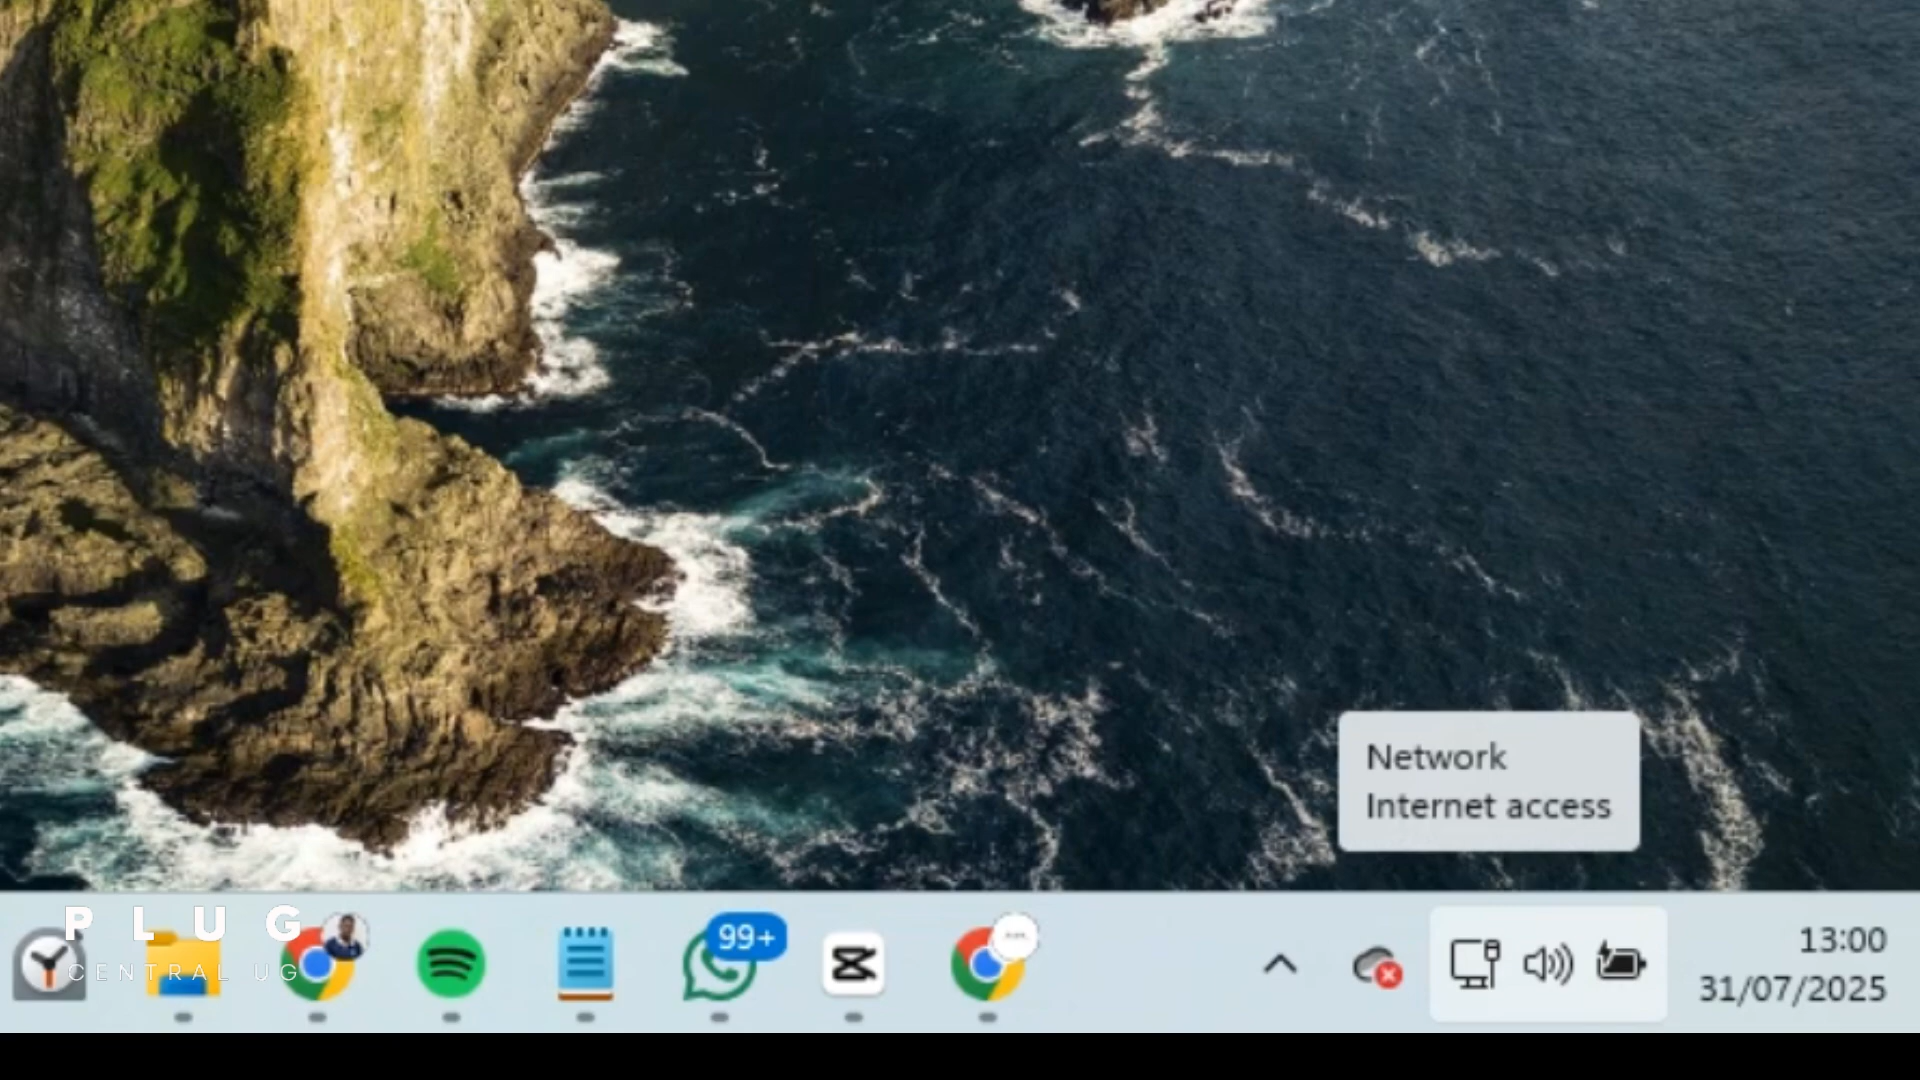 Network
Internet access
PLUG
CENTRAL UG
99+
13:00
31/07/2025